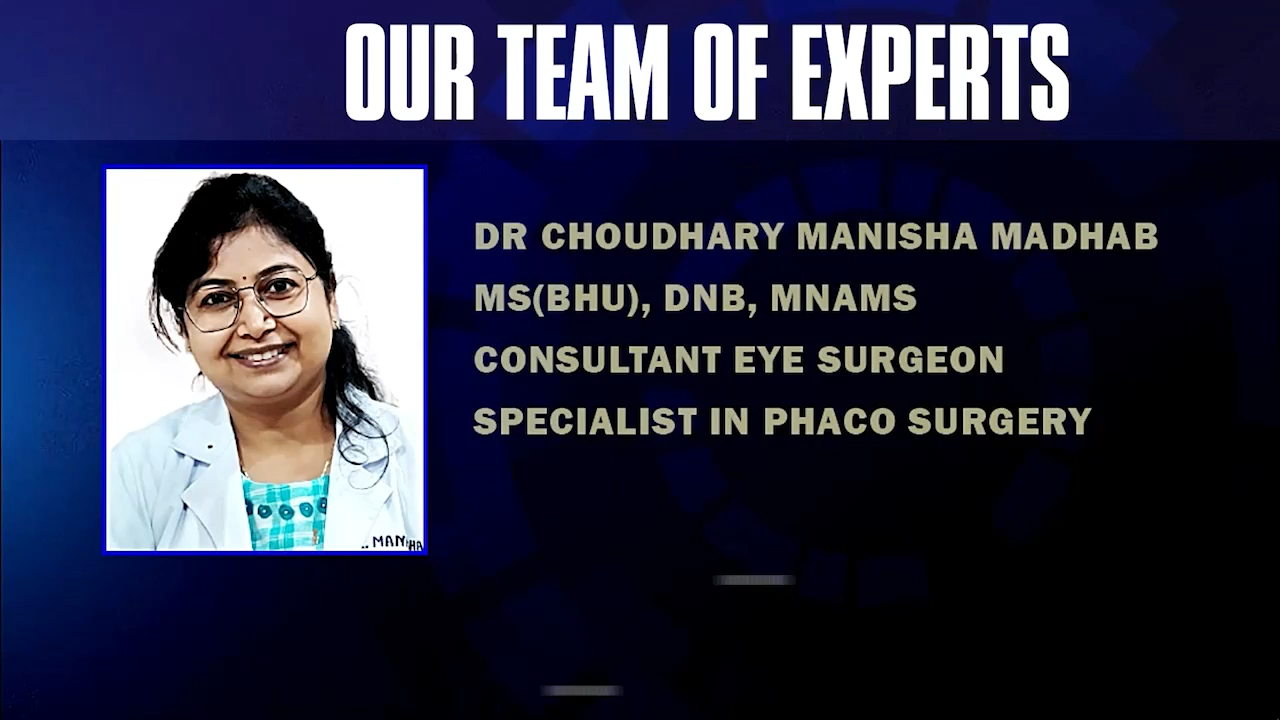 OUR TEAM OF EXPERTS
DR CHOUDHARY MANISHA MADHAB
MS(BHU), DNB, MNAMS
CONSULTANT EYE SURGEON
SPECIALIST IN PHACO SURGERY